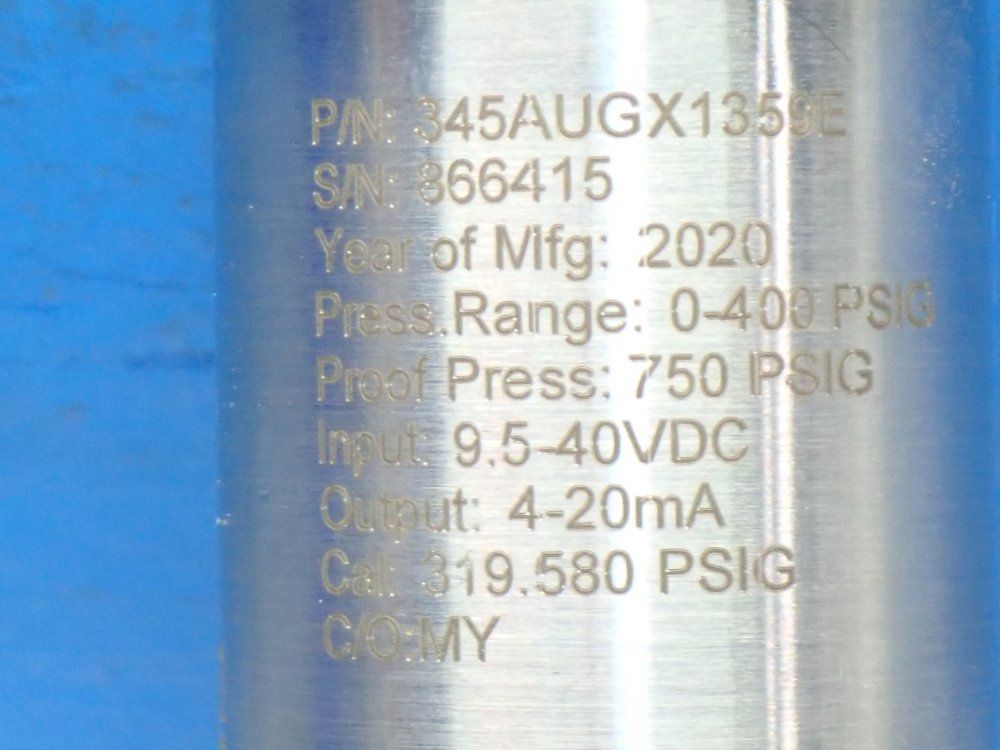 P/N: 345AUGX1359E
S/N: 866415
Year of Mfg: 2020
Press.Range: 0-400 PSIG
Proof Press: 750 PSIG
Input: 9.5-40VDC
Output: 4-20mA
Cal: 319.580 PSIG
C/O:MY